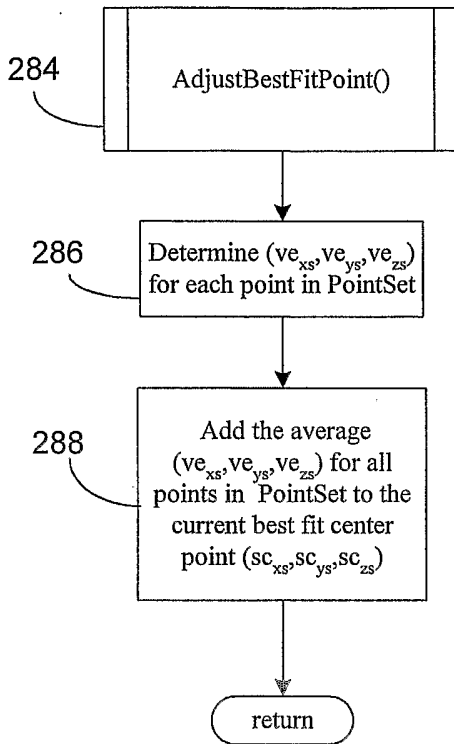 284
AdjustBestFitPoint()
286
Determine (ve_xs,ve_ys,ve_zs)
for each point in PointSet
288
Add the average
(ve_xs,ve_ys,ve_zs) for all
points in PointSet to the
current best fit center
point (sc_xs,sc_ys,sc_zs)
return